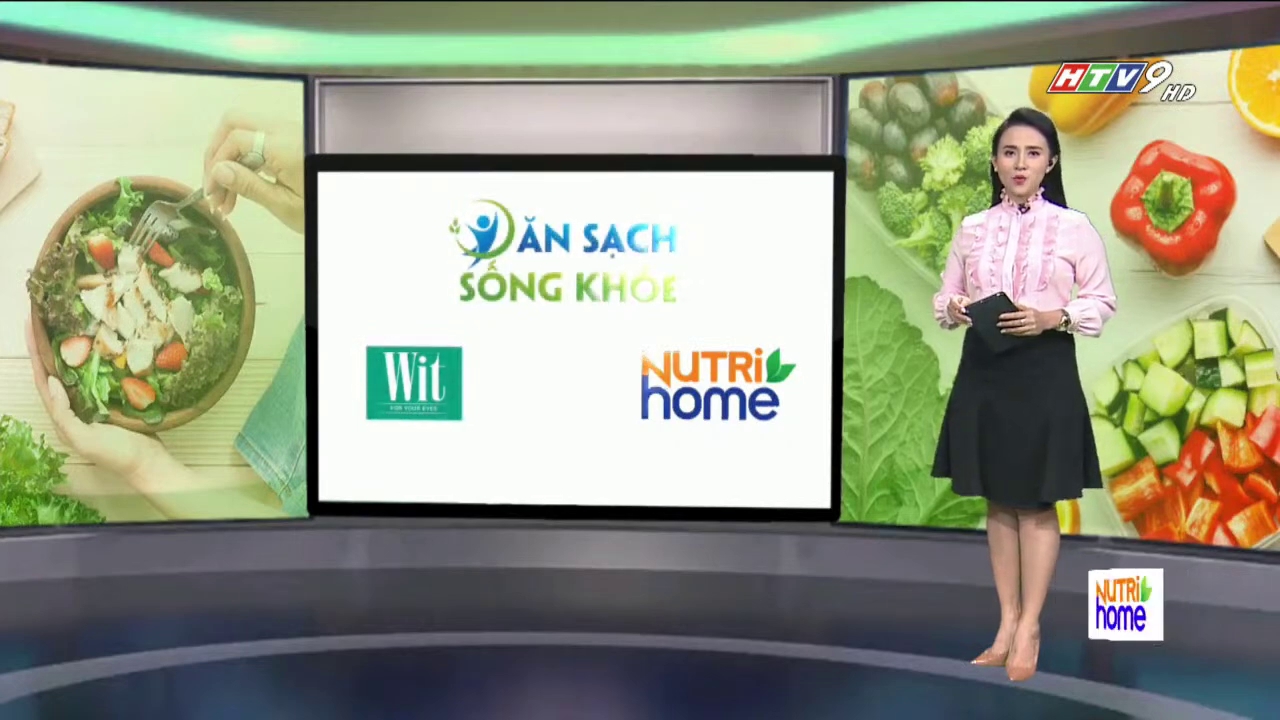 HTV9
HD
ĂN SẠCH
SỐNG KHỎE
Wit
FOR YOUR EYES
NUTRi
home
NUTRi
home